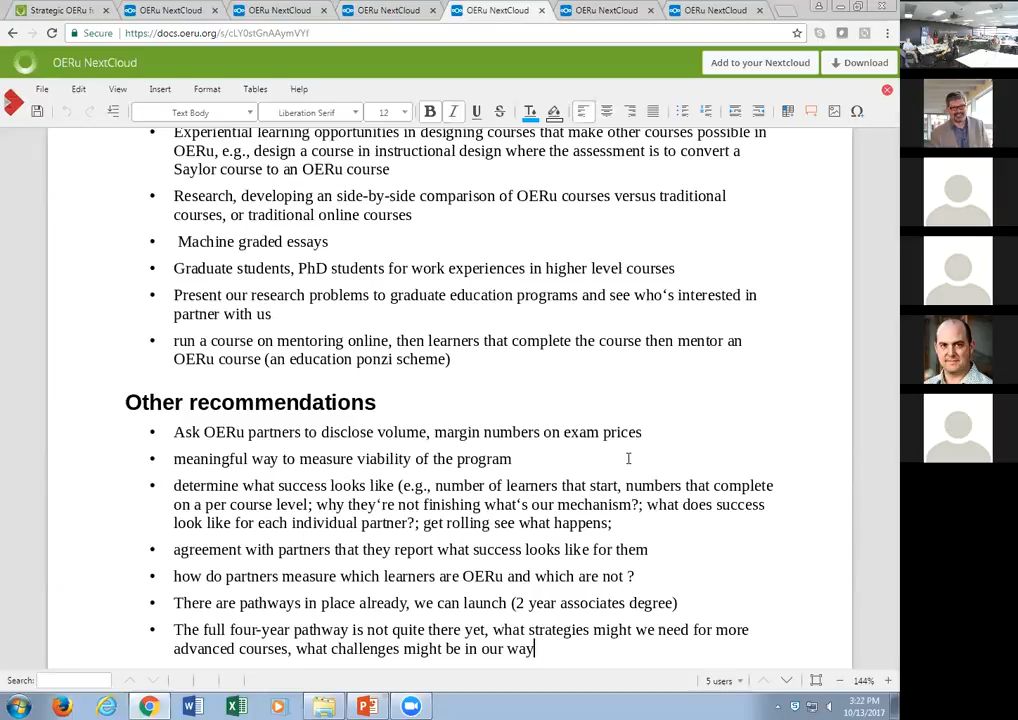 Strategic OERu fu
OERu NextCloud
OERu NextCloud
OERu NextCloud
OERu NextCloud
OERu NextCloud
OERu NextCloud
Secure
https://docs.oeru.org/s/cLY0stGnAAymVYf
OERu NextCloud
Add to your Nextcloud
Download
File Edit View Insert Format Tables Help
Text Body
Liberation Serif
12
Experiential learning opportunities in designing courses that make other courses possible in
OERu, e.g., design a course in instructional design where the assessment is to convert a
Saylor course to an OERu course
• Research, developing an side-by-side comparison of OERu courses versus traditional
courses, or traditional online courses
• Machine graded essays
• Graduate students, PhD students for work experiences in higher level courses
• Present our research problems to graduate education programs and see who‘s interested in
partner with us
• run a course on mentoring online, then learners that complete the course then mentor an
OERu course (an education ponzi scheme)
Other recommendations
• Ask OERu partners to disclose volume, margin numbers on exam prices
• meaningful way to measure viability of the program
• determine what success looks like (e.g., number of learners that start, numbers that complete
on a per course level; why they‘re not finishing what‘s our mechanism?; what does success
look like for each individual partner?; get rolling see what happens;
• agreement with partners that they report what success looks like for them
• how do partners measure which learners are OERu and which are not ?
• There are pathways in place already, we can launch (2 year associates degree)
• The full four-year pathway is not quite there yet, what strategies might we need for more
advanced courses, what challenges might be in our way
Search:
5 users
144%
3:22 PM
10/13/2017